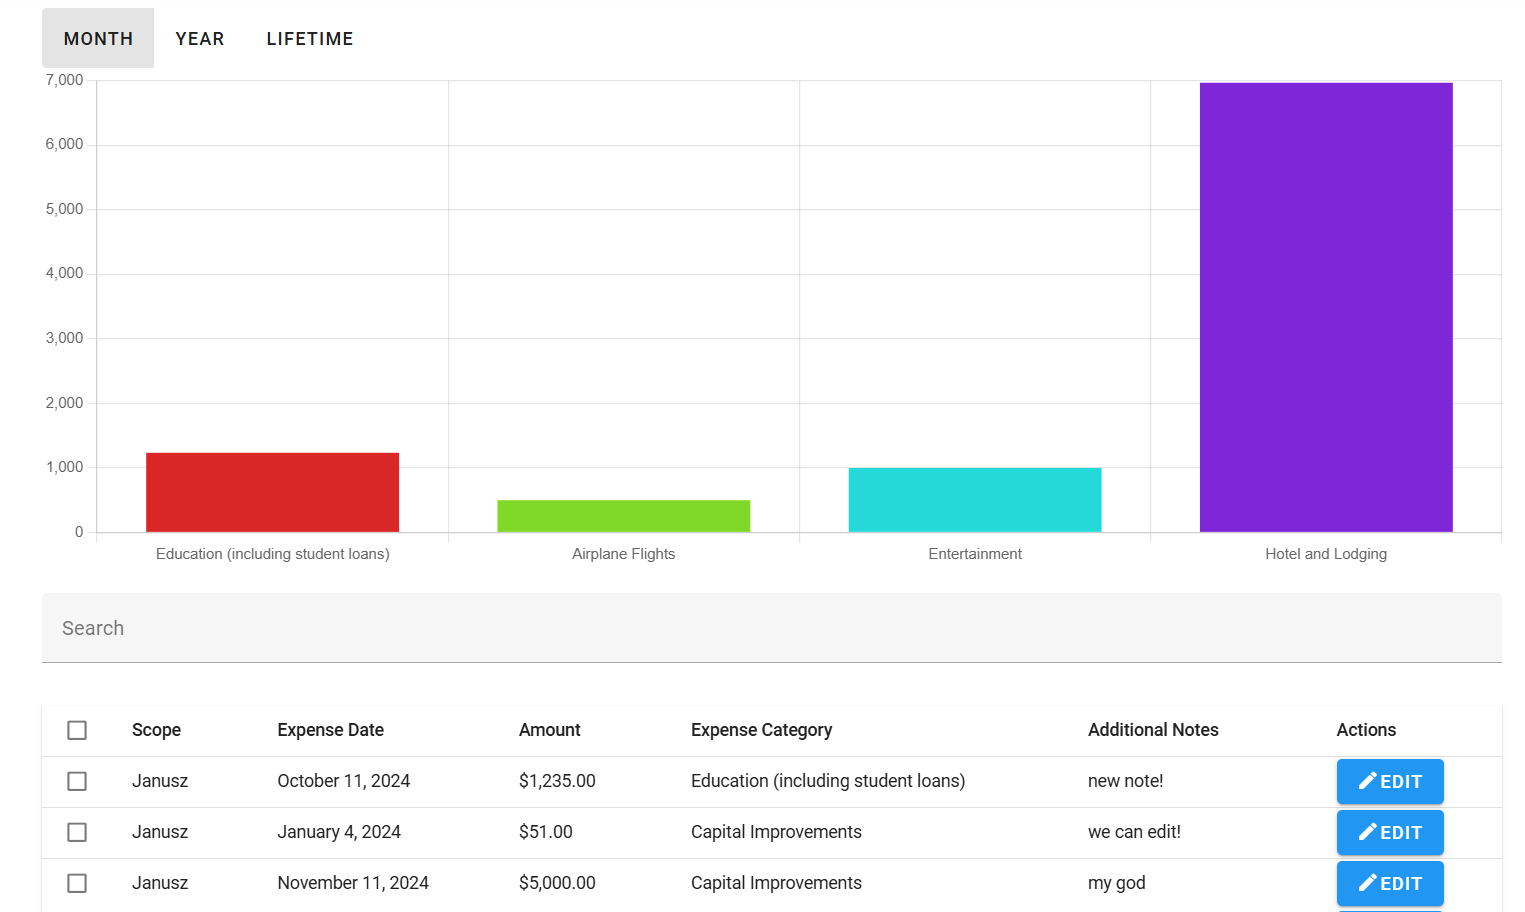 MONTH YEAR LIFETIME
7,000
6,000
5,000
4,000
3,000
2,000
1,000
0
Education (including student loans) Airplane Flights Entertainment Hotel and Lodging
Search
Scope Expense Date Amount Expense Category Additional Notes Actions
Janusz October 11, 2024 $1,235.00 Education (including student loans) new note! EDIT
Janusz January 4, 2024 $51.00 Capital Improvements we can edit! EDIT
Janusz November 11, 2024 $5,000.00 Capital Improvements my god EDIT